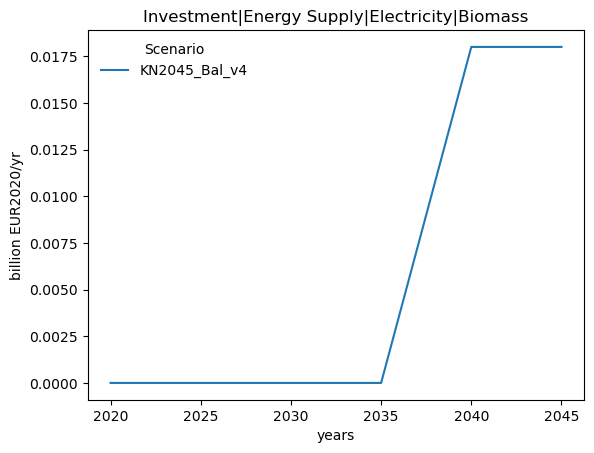 Investment|Energy Supply|Electricity|Biomass
Scenario
KN2045_Bal_v4
billion EUR2020/yr
0.0175
0.0150
0.0125
0.0100
0.0075
0.0050
0.0025
0.0000
2020 2025 2030 2035 2040 2045
years